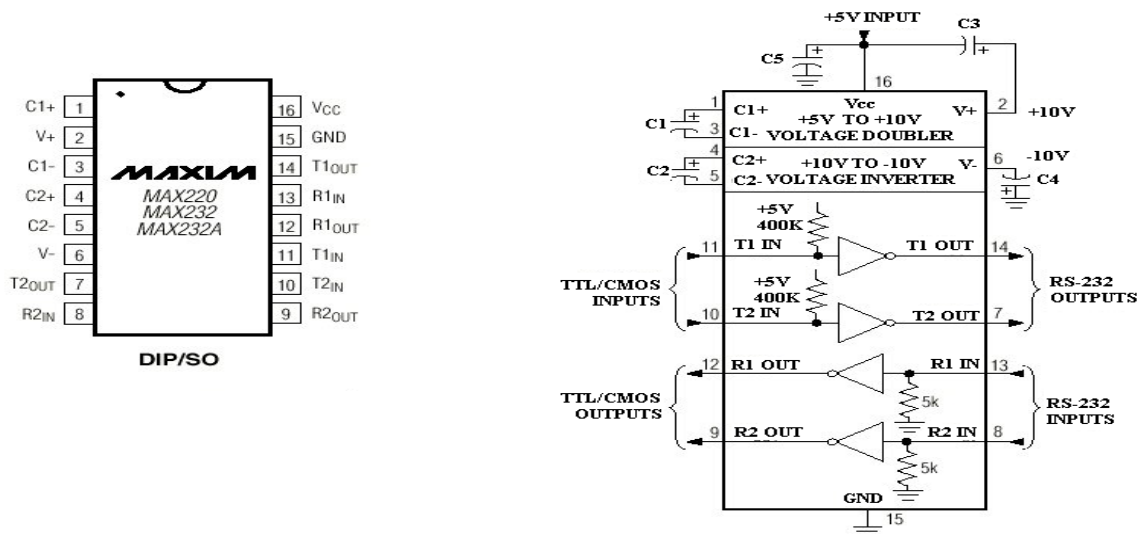 C1+ 1 16 VCC
V+ 2 15 GND
C1- 3 14 T1OUT
C2+ 4 13 R1IN
C2- 5 12 R1OUT
V- 6 11 T1IN
T2OUT 7 10 T2IN
R2IN 8 9 R2OUT
MAXIM
MAX220
MAX232
MAX232A
DIP/SO
+5V INPUT
C3
+
C5
+
16
1
C1+
Vcc
V+
2
+10V
C1
+
+5V TO +10V
3
C1-
VOLTAGE DOUBLER
4
C2+
+10V TO -10V
V-
6
-10V
C2
+
5
C2-
VOLTAGE INVERTER
+
C4
+5V
400K
11
T1 IN
T1 OUT
14
TTL/CMOS
INPUTS
+5V
400K
RS-232
OUTPUTS
10
T2 IN
T2 OUT
7
12
R1 OUT
R1 IN
13
TTL/CMOS
OUTPUTS
5k
RS-232
INPUTS
9
R2 OUT
R2 IN
8
5k
GND
15